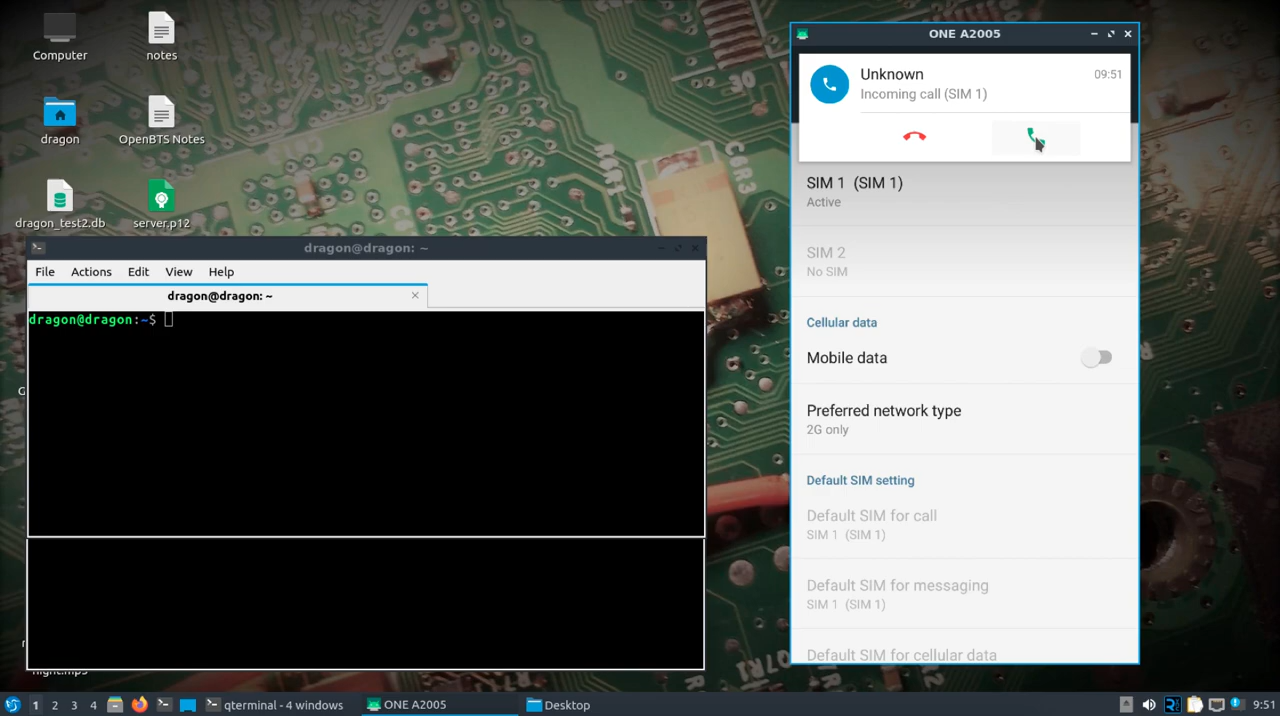 Computer
notes
dragon
OpenBTS Notes
dragon_test2.db
server.p12
dragon@dragon: ~
File Actions Edit View Help
dragon@dragon: ~
dragon@dragon:~$
ONE A2005
Unknown
09:51
Incoming call (SIM 1)
SIM 1 (SIM 1)
Active
SIM 2
No SIM
Cellular data
Mobile data
Preferred network type
2G only
Default SIM setting
Default SIM for call
SIM 1 (SIM 1)
Default SIM for messaging
SIM 1 (SIM 1)
Default SIM for cellular data
1 2 3 4 qterminal - 4 windows ONE A2005 Desktop 9:51